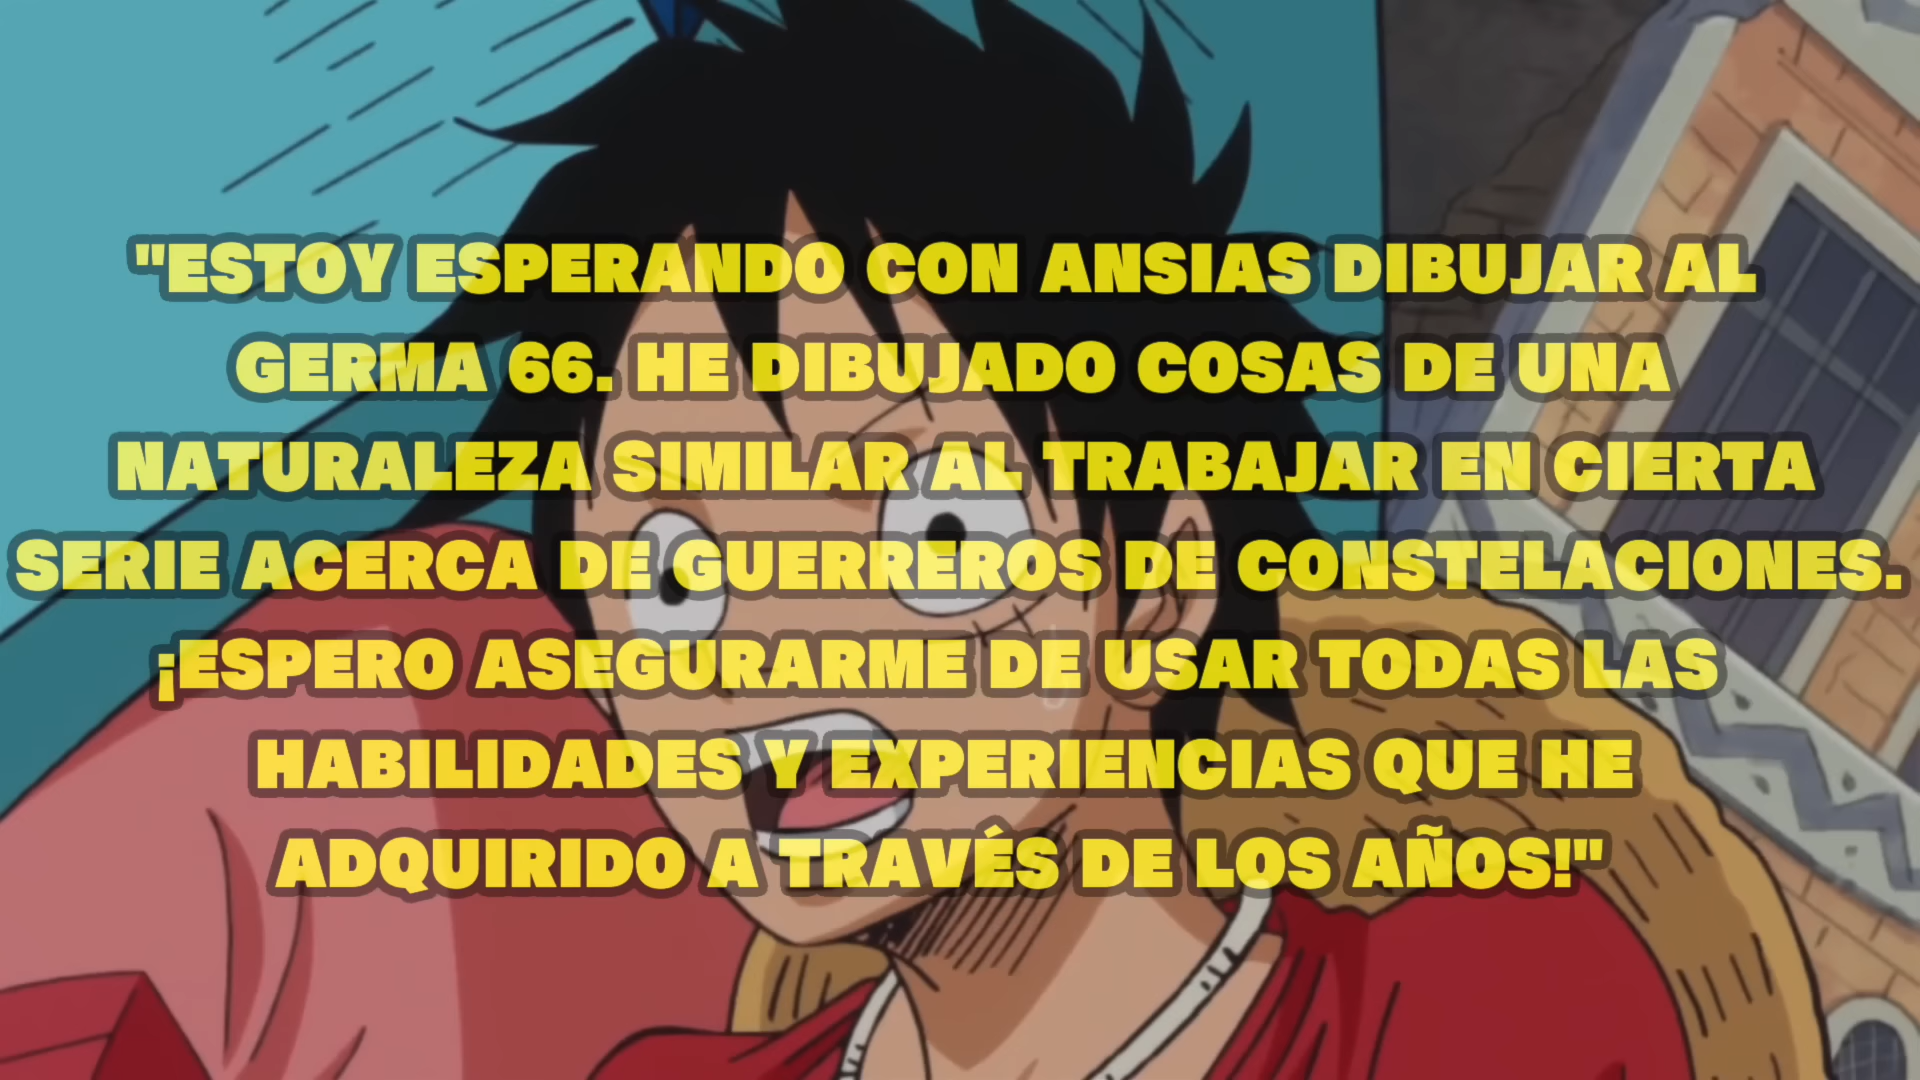 "ESTOY ESPERANDO CON ANSIAS DIBUJAR AL
GERMA 66. HE DIBUJADO COSAS DE UNA
NATURALEZA SIMILAR AL TRABAJAR EN CIERTA
SERIE ACERCA DE GUERREROS DE CONSTELACIONES.
¡ESPERO ASEGURARME DE USAR TODAS LAS
HABILIDADES Y EXPERIENCIAS QUE HE
ADQUIRIDO A TRAVÉS DE LOS AÑOS!"